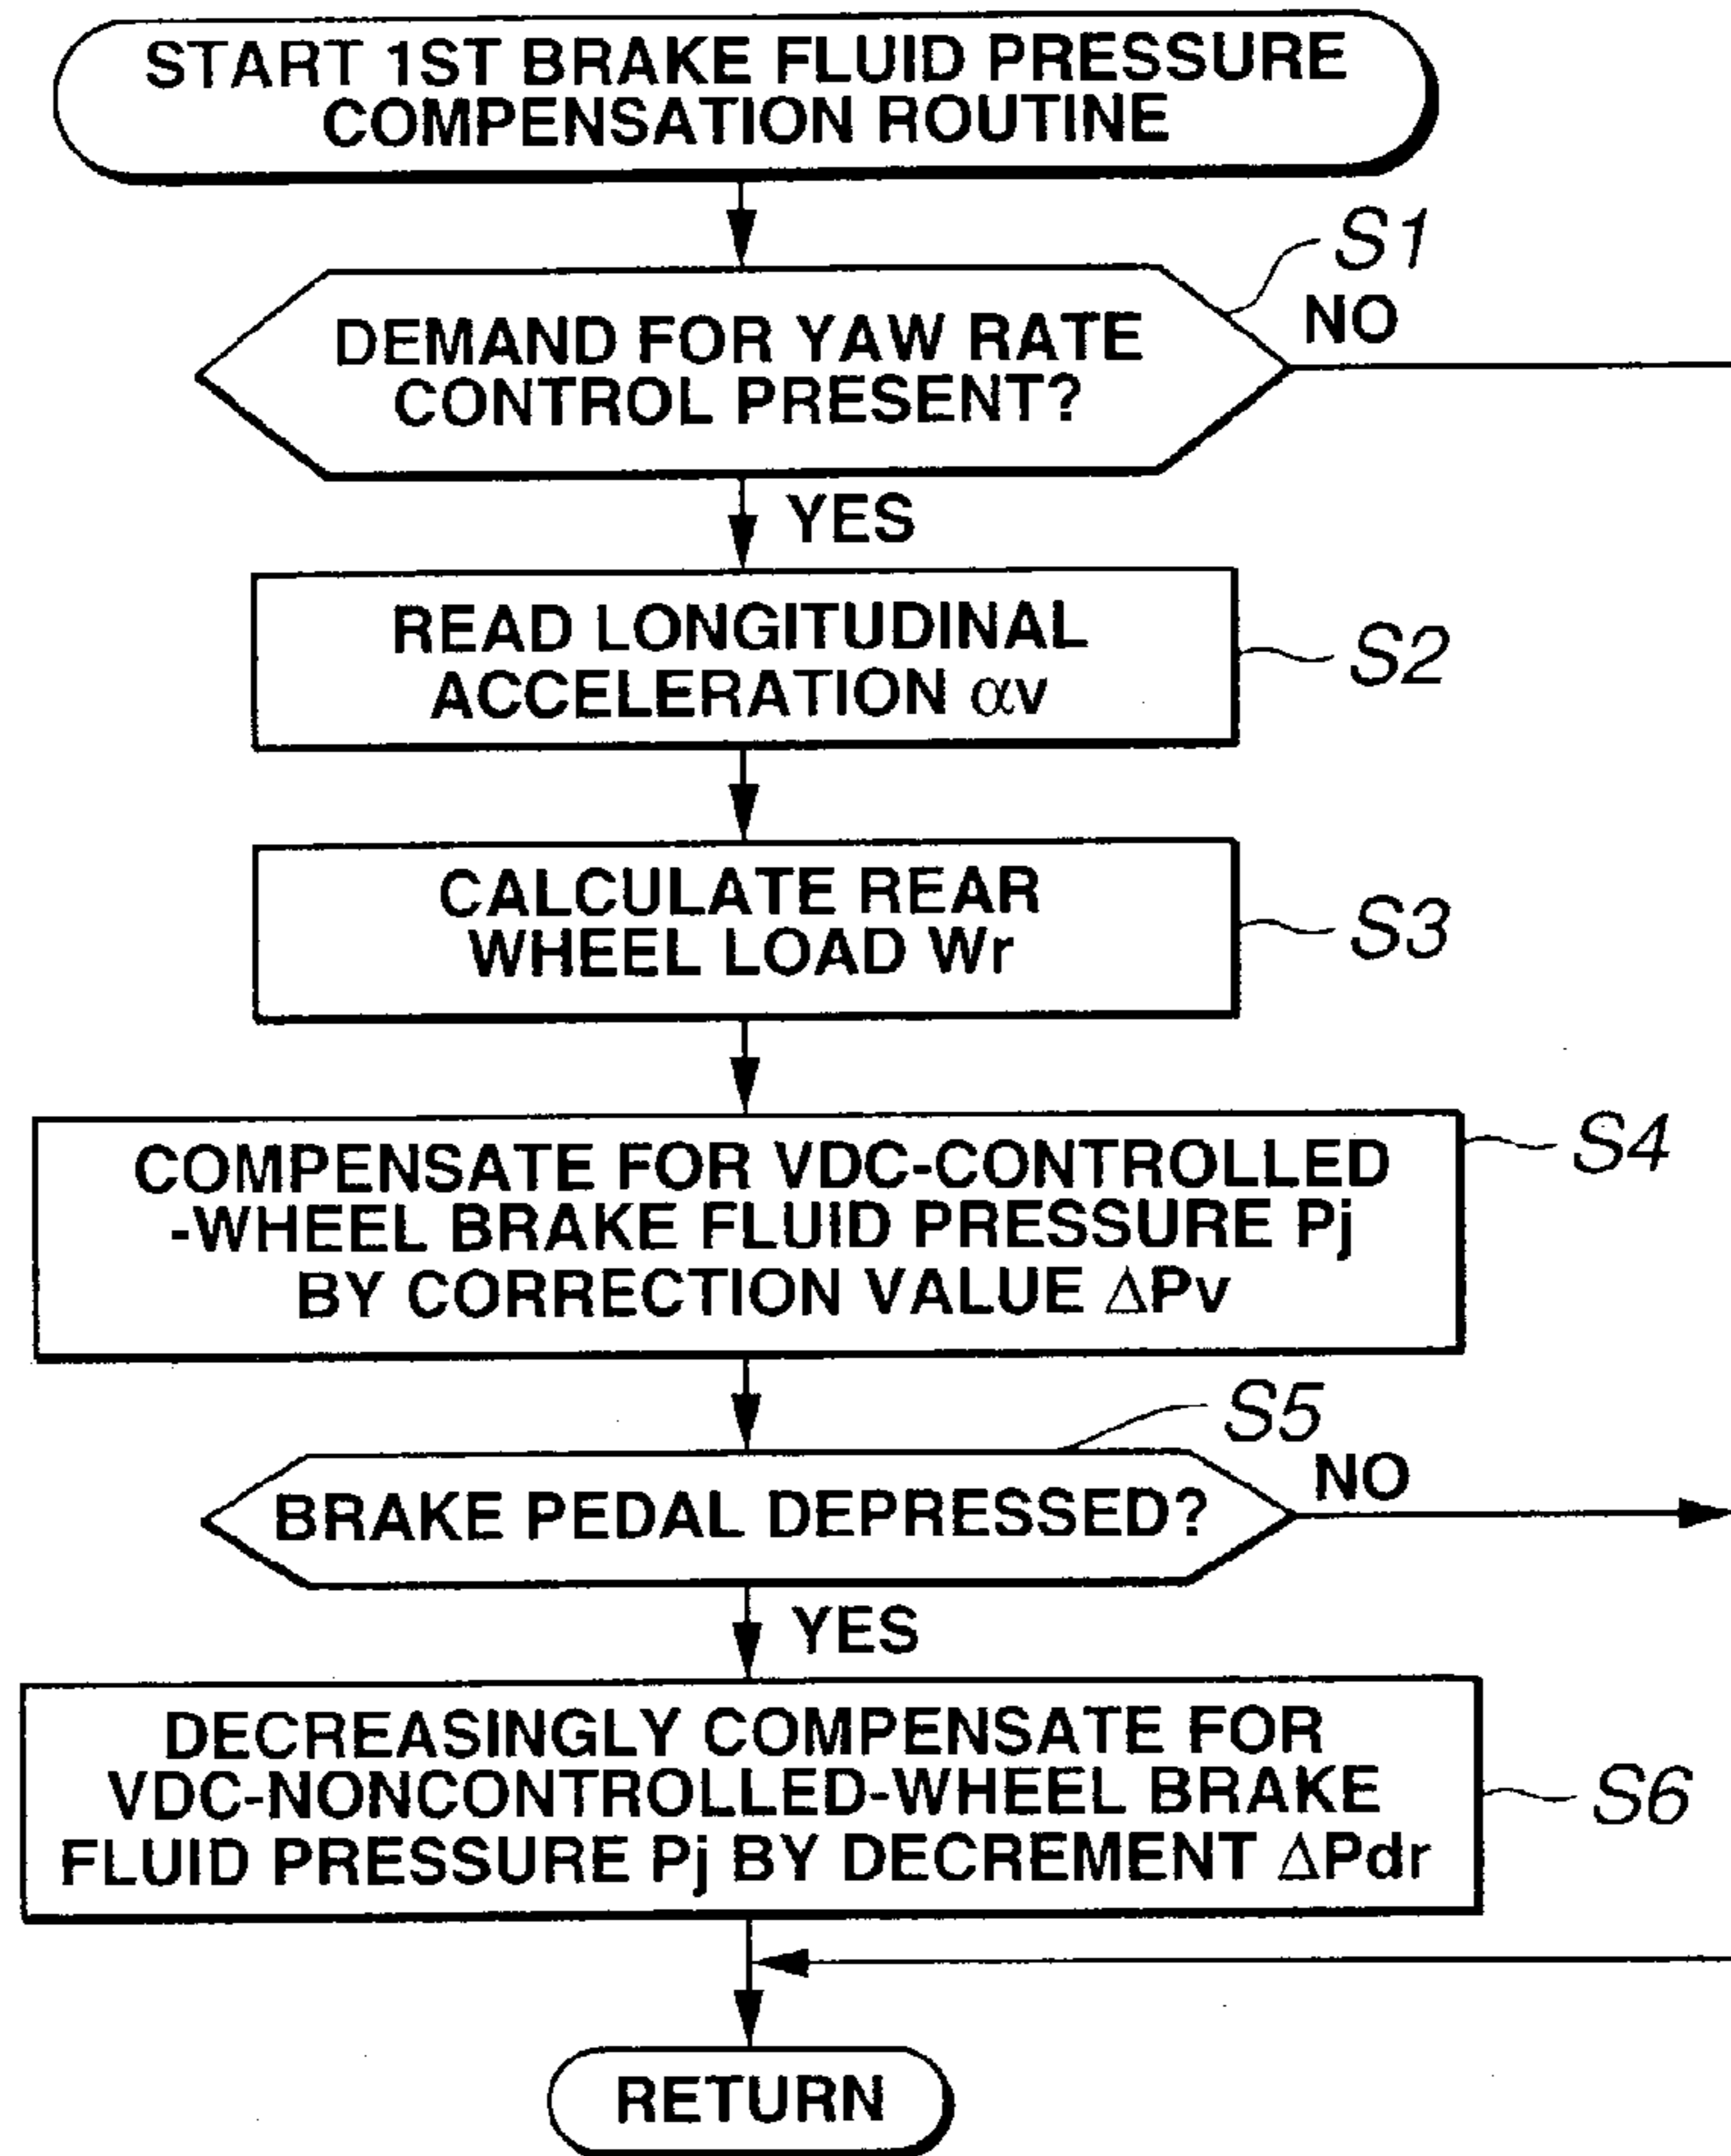 START 1ST BRAKE FLUID PRESSURE
COMPENSATION ROUTINE
S1
DEMAND FOR YAW RATE
CONTROL PRESENT?
NO
YES
READ LONGITUDINAL
ACCELERATION αv
S2
CALCULATE REAR
WHEEL LOAD Wr
S3
COMPENSATE FOR VDC-CONTROLLED
-WHEEL BRAKE FLUID PRESSURE Pj
BY CORRECTION VALUE ΔPv
S4
S5
BRAKE PEDAL DEPRESSED?
NO
YES
DECREASINGLY COMPENSATE FOR
VDC-NONCONTROLLED-WHEEL BRAKE
FLUID PRESSURE Pj BY DECREMENT ΔPdr
S6
RETURN